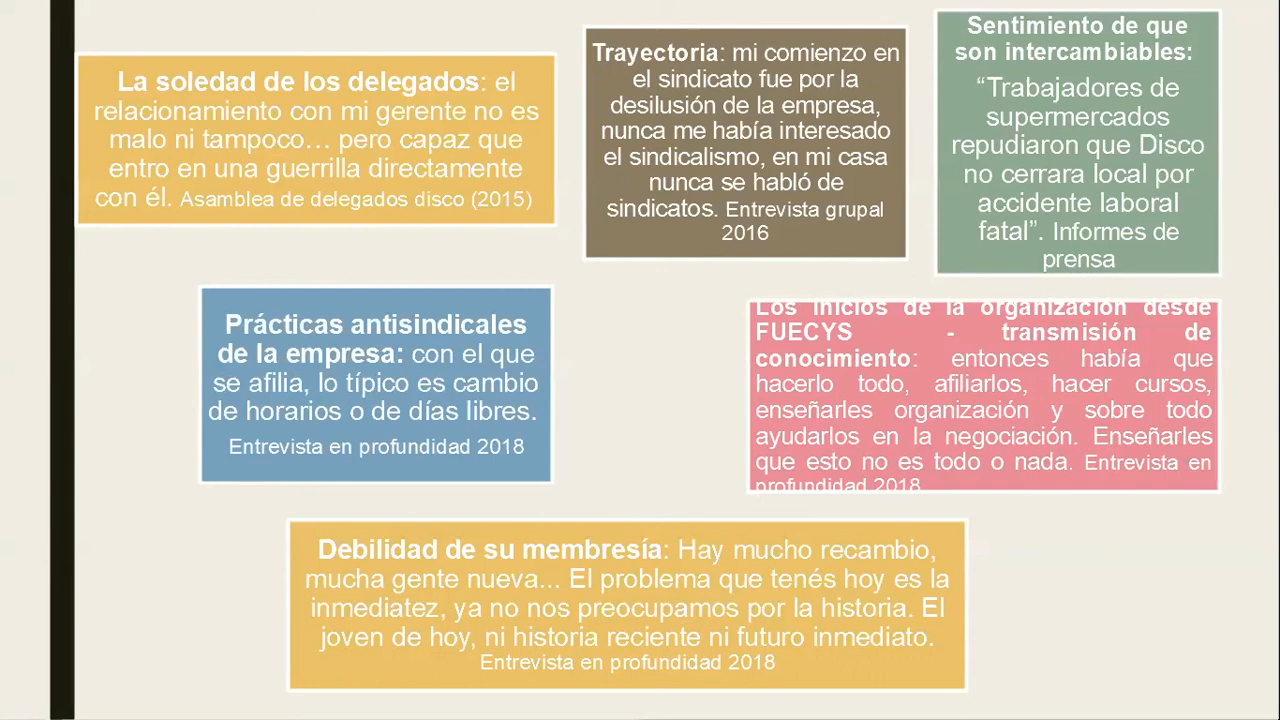 La soledad de los delegados: el
relacionamiento con mi gerente no es
malo ni tampoco… pero capaz que
entro en una guerrilla directamente
con él. Asamblea de delegados disco (2015)
Trayectoria: mi comienzo en
el sindicato fue por la
desilusión de la empresa,
nunca me había interesado
el sindicalismo, en mi casa
nunca se habló de
sindicatos. Entrevista grupal
2016
Sentimiento de que
son intercambiables:
“Trabajadores de
supermercados
repudiaron que Disco
no cerrara local por
accidente laboral
fatal”. Informes de
prensa
Prácticas antisindicales
de la empresa: con el que
se afilia, lo típico es cambio
de horarios o de días libres.
Entrevista en profundidad 2018
Los inicios de la organización desde
FUECYS - transmisión de
conocimiento: entonces había que
hacerlo todo, afiliarlos, hacer cursos,
enseñarles organización y sobre todo
ayudarlos en la negociación. Enseñarles
que esto no es todo o nada. Entrevista en
profundidad 2018
Debilidad de su membresía: Hay mucho recambio,
mucha gente nueva... El problema que tenés hoy es la
inmediatez, ya no nos preocupamos por la historia. El
joven de hoy, ni historia reciente ni futuro inmediato.
Entrevista en profundidad 2018